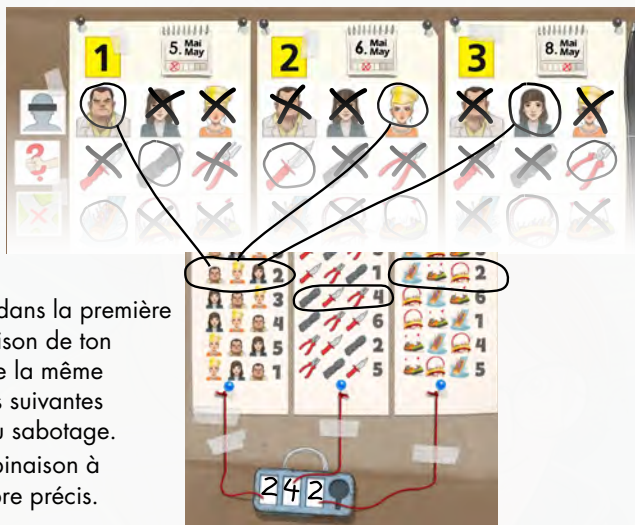 1 5. Mai May
2 6. Mai May
3 8. Mai May
2 1 2
3 4 6
4 6 1
5 2 4
1 5 5
dans la première
ison de ton
e la même
s suivantes
u sabotage.
binaison à
re précis.
2 4 2